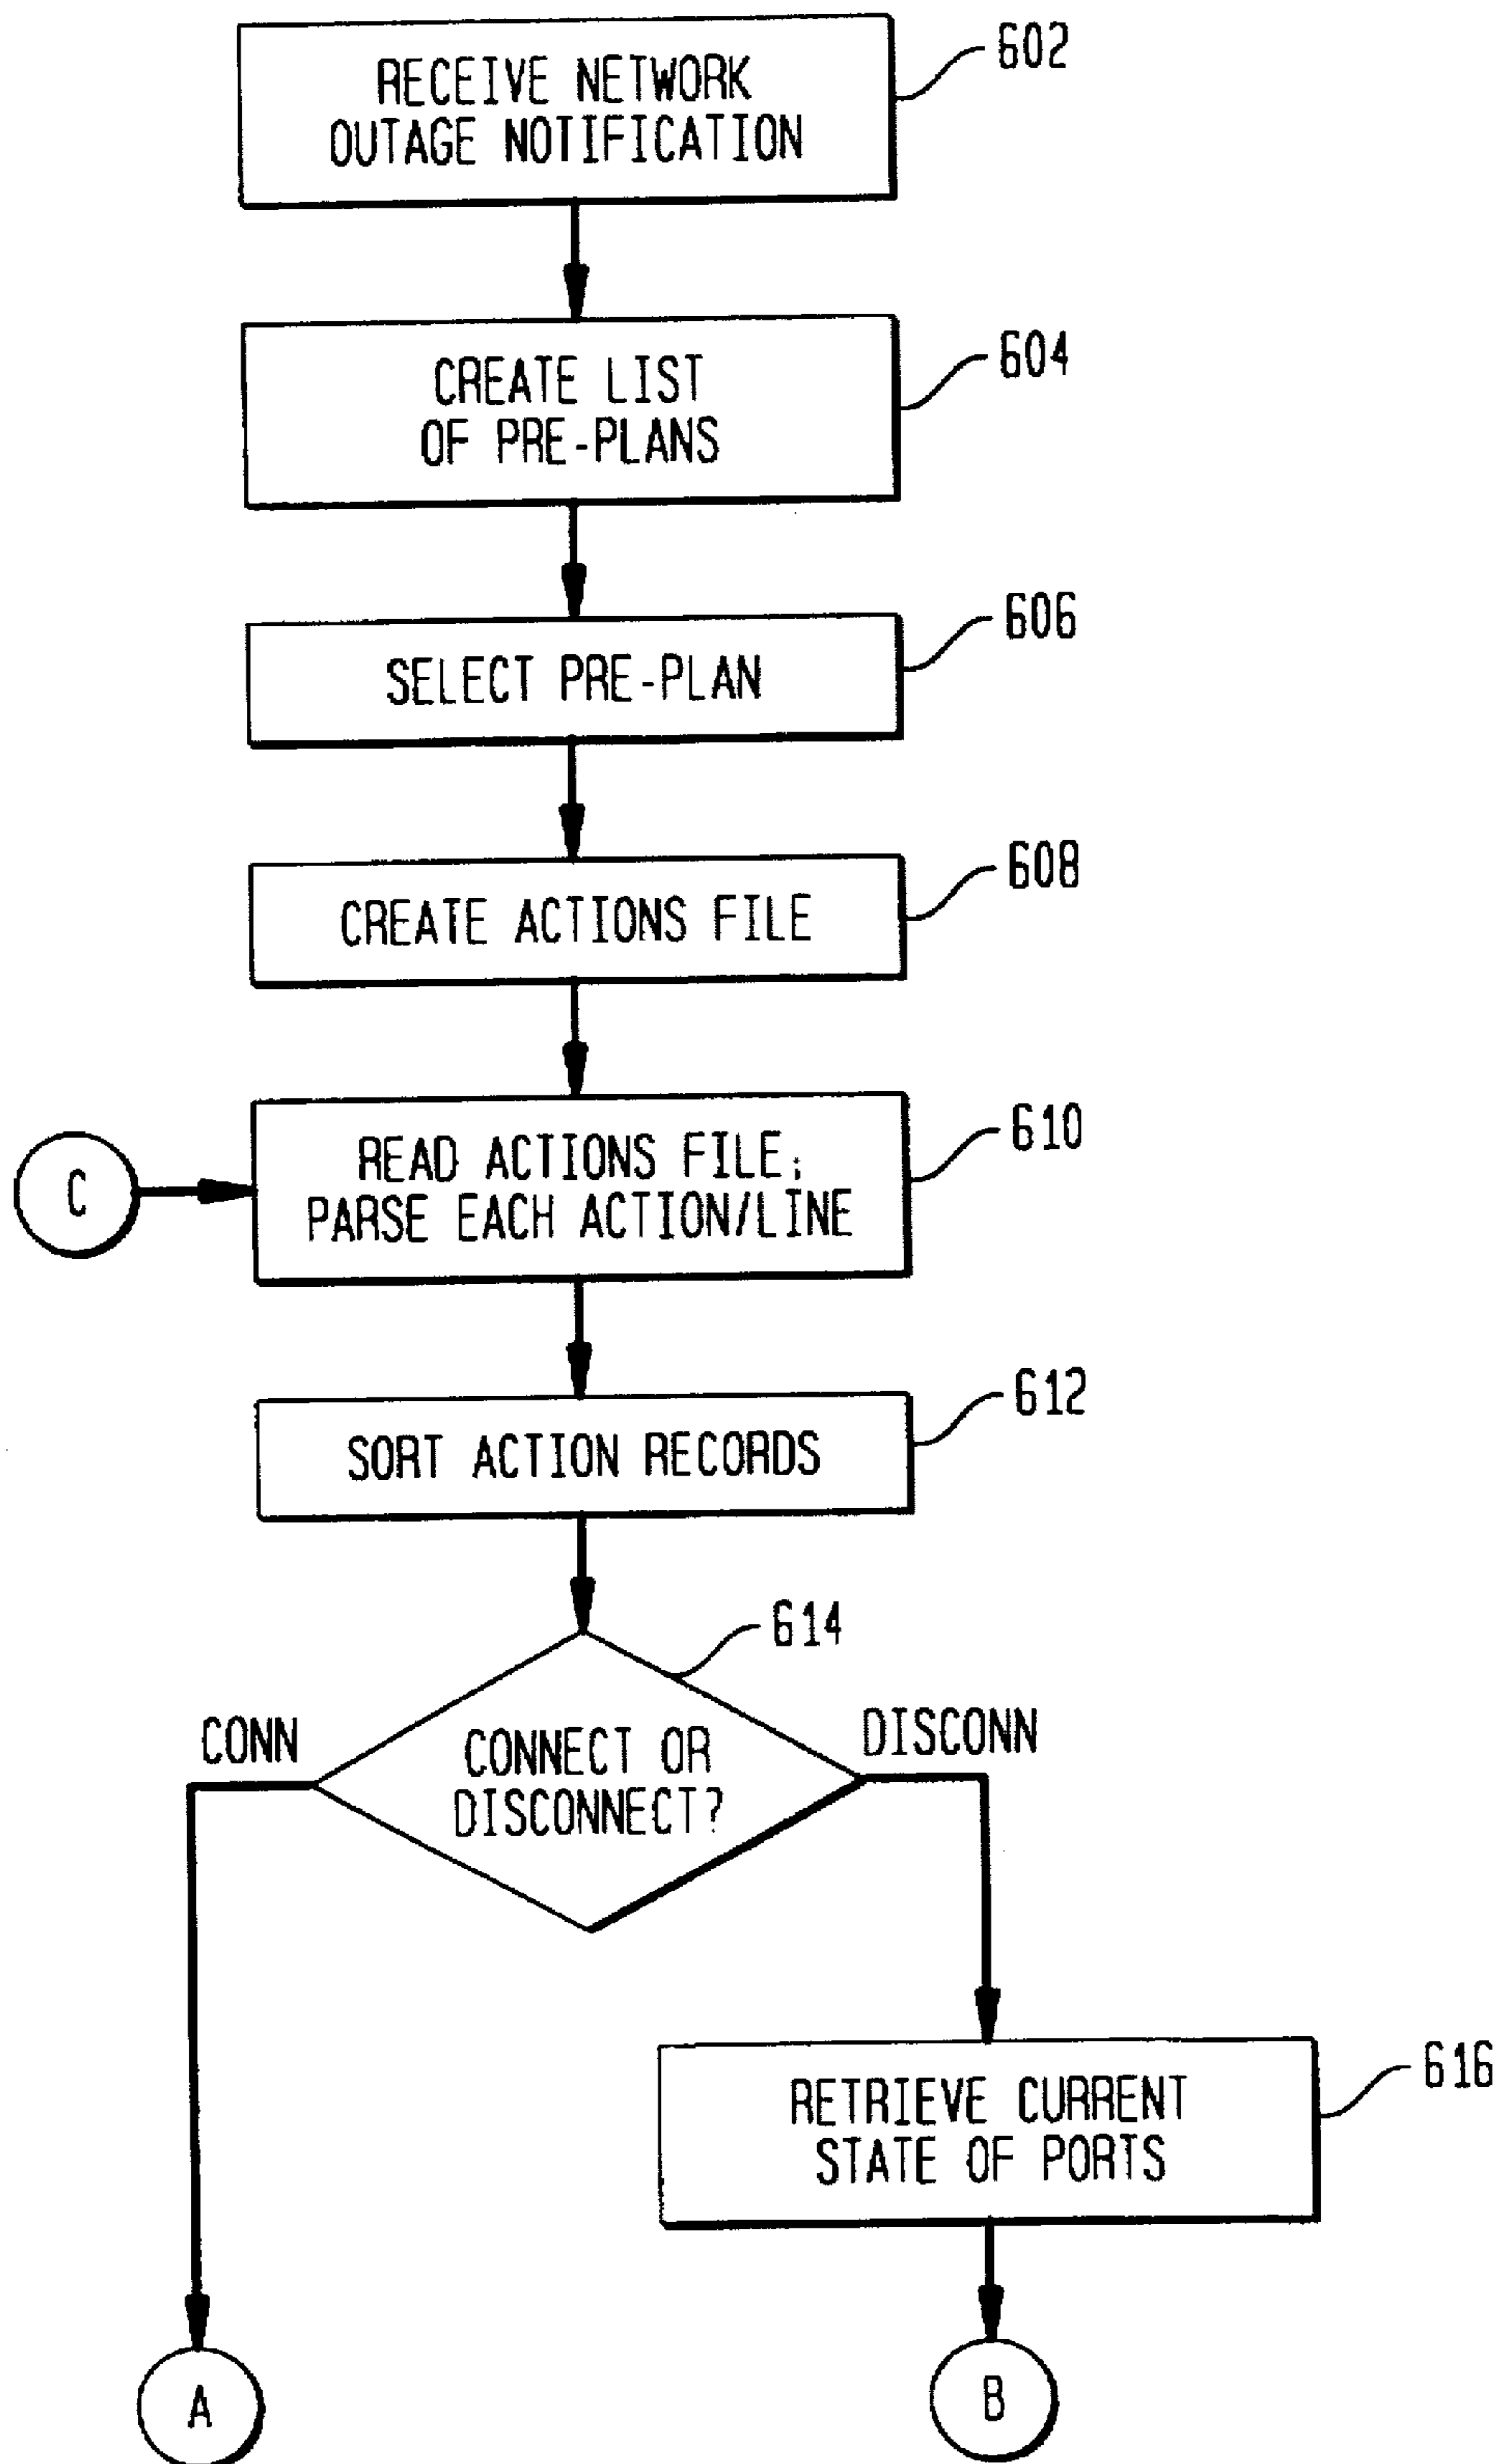 RECEIVE NETWORK
OUTAGE NOTIFICATION
602
CREATE LIST
OF PRE-PLANS
604
SELECT PRE-PLAN
606
CREATE ACTIONS FILE
608
C
READ ACTIONS FILE;
PARSE EACH ACTION/LINE
610
SORT ACTION RECORDS
612
614
CONN
CONNECT OR
DISCONNECT?
DISCONN
RETRIEVE CURRENT
STATE OF PORTS
616
A
B